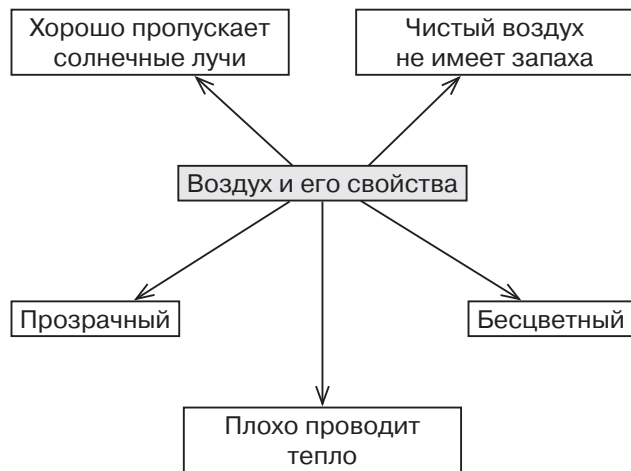 Хорошо пропускает
солнечные лучи
Чистый воздух
не имеет запаха
Воздух и его свойства
Прозрачный
Бесцветный
Плохо проводит
тепло